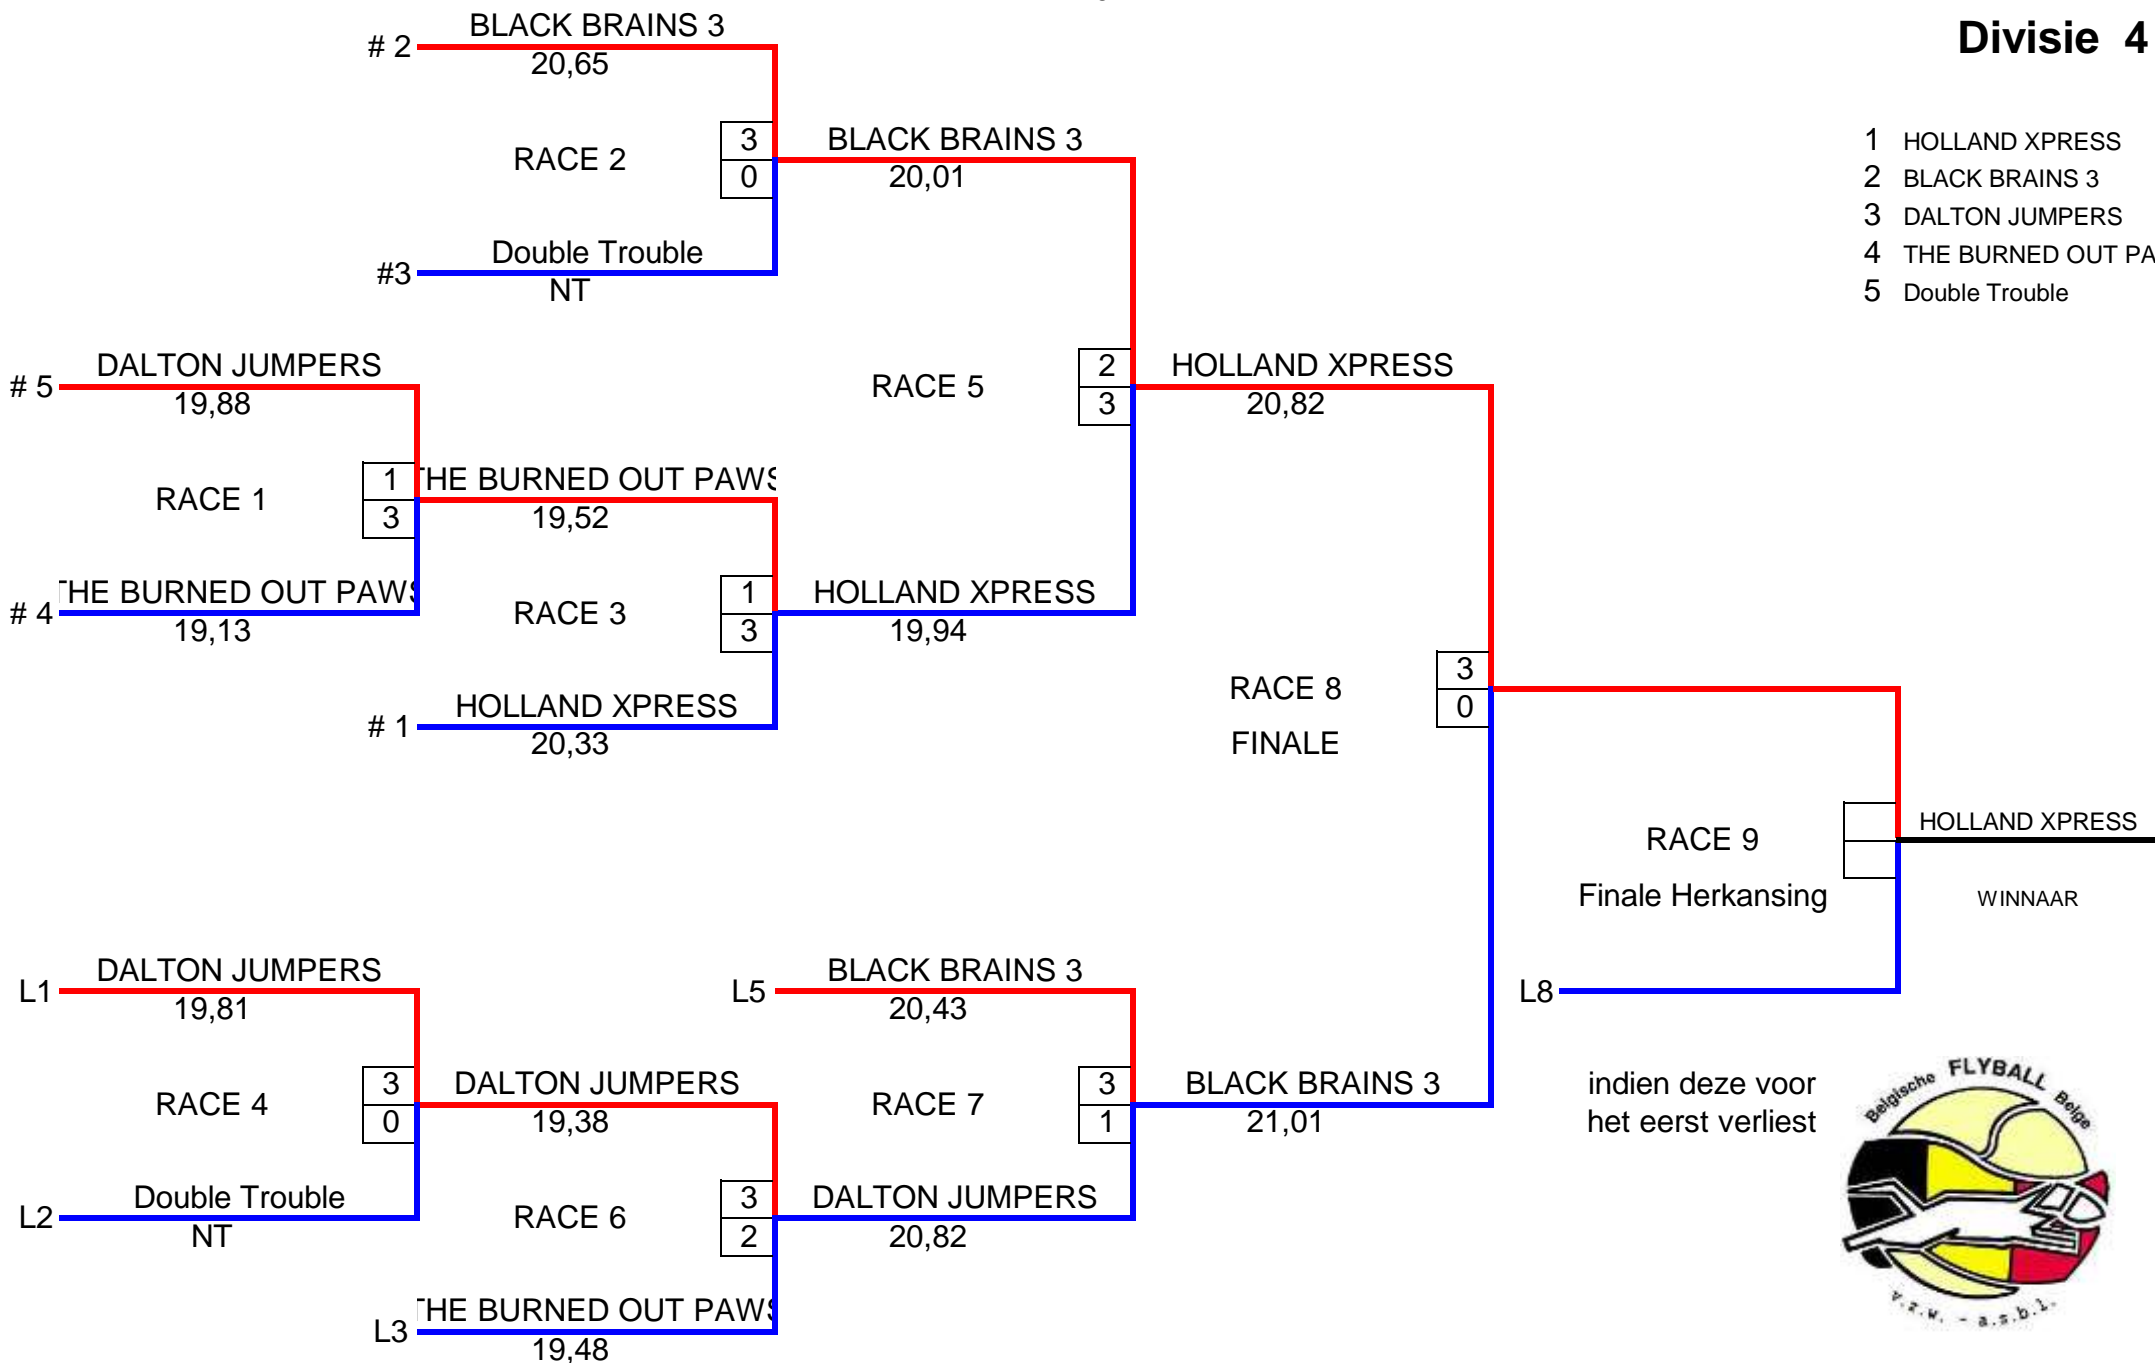 Divisie 4
# 2
BLACK BRAINS 3
20,65
RACE 2
3
0
#3
Double Trouble
NT
BLACK BRAINS 3
20,01
1 HOLLAND XPRESS
2 BLACK BRAINS 3
3 DALTON JUMPERS
4 THE BURNED OUT PA
5 Double Trouble
# 5
DALTON JUMPERS
19,88
RACE 1
1
3
# 4
THE BURNED OUT PAWS
19,13
THE BURNED OUT PAWS
19,52
RACE 3
1
3
# 1
HOLLAND XPRESS
20,33
RACE 5
2
3
HOLLAND XPRESS
19,94
HOLLAND XPRESS
20,82
RACE 8
FINALE
3
0
RACE 9
Finale Herkansing
HOLLAND XPRESS
WINNAAR
L8
indien deze voor
het eerst verliest
L1
DALTON JUMPERS
19,81
RACE 4
3
0
L2
Double Trouble
NT
DALTON JUMPERS
19,38
RACE 6
3
2
L3
THE BURNED OUT PAWS
19,48
L5
BLACK BRAINS 3
20,43
RACE 7
3
1
DALTON JUMPERS
20,82
BLACK BRAINS 3
21,01
Belgische FLYBALL Belge
v.z.w. - a.s.b.l.